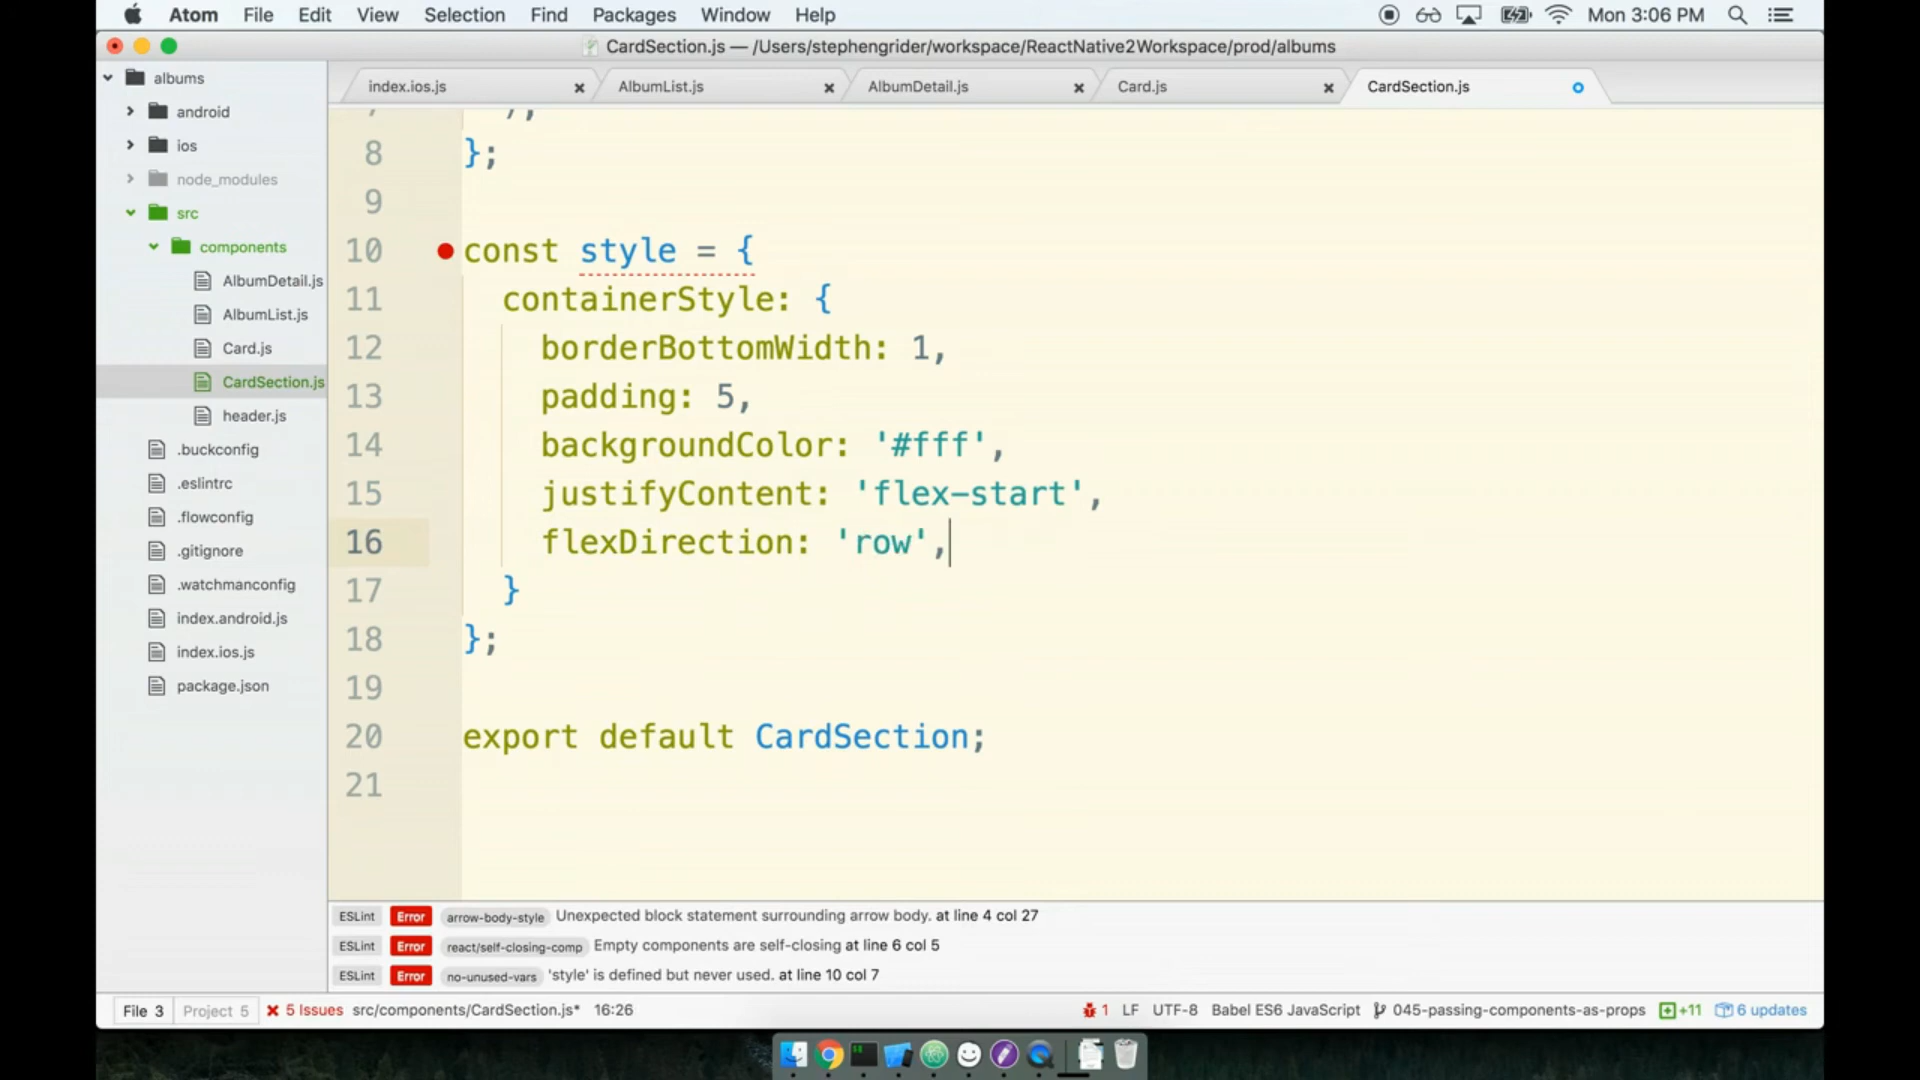 Atom File Edit View Selection Find Packages Window Help Mon 3:06 PM
CardSection.js — /Users/stephengrider/workspace/ReactNative2Workspace/prod/albums
albums
android
ios
node_modules
src
components
AlbumDetail.js
AlbumList.js
Card.js
CardSection.js
header.js
.buckconfig
.eslintrc
.flowconfig
.gitignore
.watchmanconfig
index.android.js
index.ios.js
package.json
index.ios.js AlbumList.js AlbumDetail.js Card.js CardSection.js
7 );
8 };
9
10 const style = {
11 containerStyle: {
12 borderBottomWidth: 1,
13 padding: 5,
14 backgroundColor: '#fff',
15 justifyContent: 'flex-start',
16 flexDirection: 'row',
17 }
18 };
19
20 export default CardSection;
21
ESLint Error arrow-body-style Unexpected block statement surrounding arrow body. at line 4 col 27
ESLint Error react/self-closing-comp Empty components are self-closing at line 6 col 5
ESLint Error no-unused-vars 'style' is defined but never used. at line 10 col 7
File 3 Project 5 5 Issues src/components/CardSection.js* 16:26 1 LF UTF-8 Babel ES6 JavaScript 045-passing-components-as-props +11 6 updates